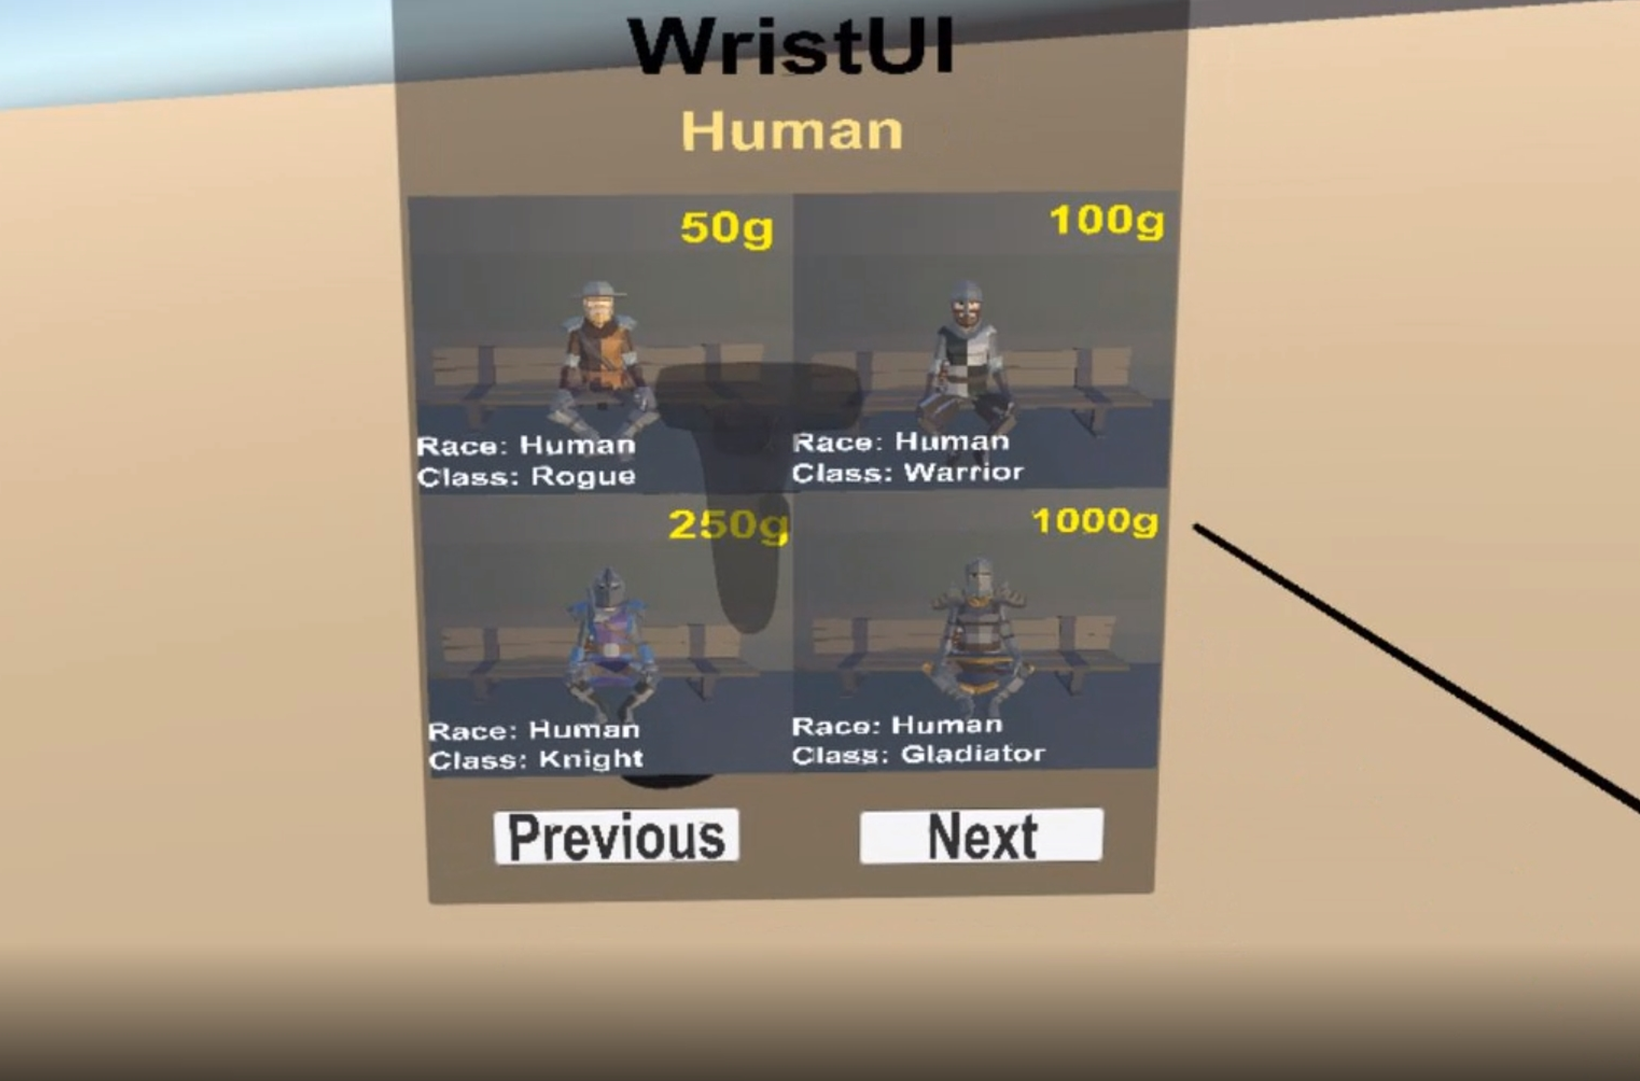 WristUI
Human
50g
100g
Race: Human
Class: Rogue
Race: Human
Class: Warrior
250g
1000g
Race: Human
Class: Knight
Race: Human
Class: Gladiator
Previous
Next